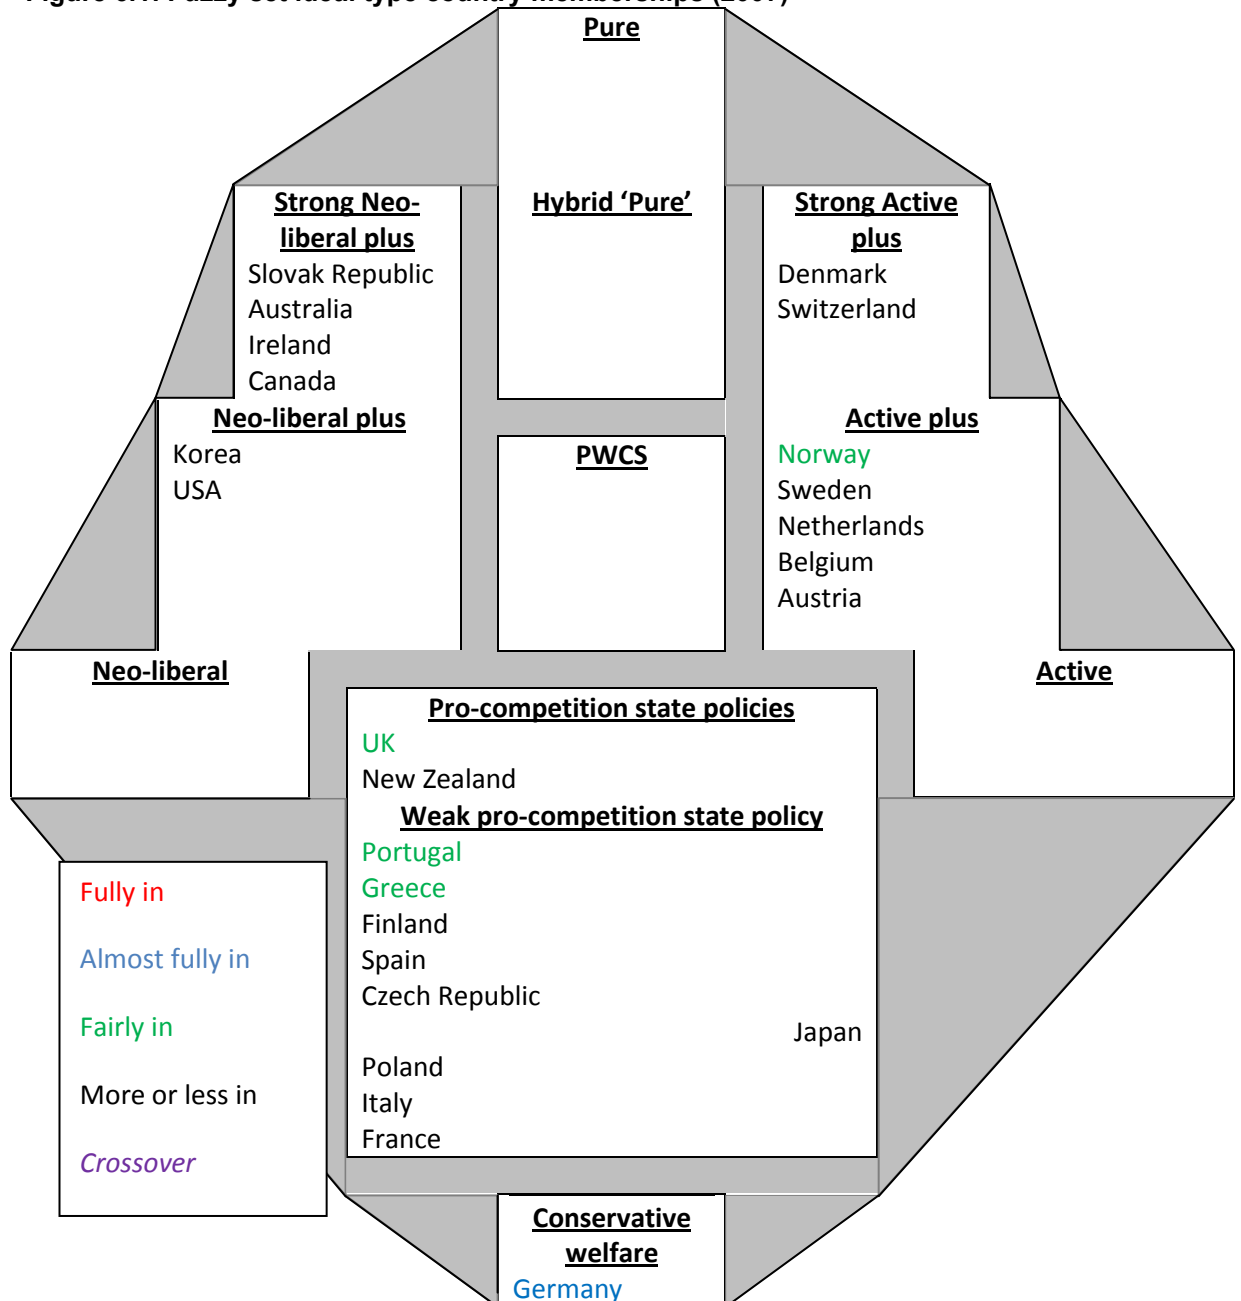 Pure
Strong Neo-
liberal plus
Slovak Republic
Australia
Ireland
Canada
Neo-liberal plus
Korea
USA
Neo-liberal
Hybrid ‘Pure’
PWCS
Strong Active
plus
Denmark
Switzerland
Active plus
Norway
Sweden
Netherlands
Belgium
Austria
Active
Pro-competition state policies
UK
New Zealand
Weak pro-competition state policy
Portugal
Greece
Finland
Spain
Czech Republic
Japan
Poland
Italy
France
Fully in
Almost fully in
Fairly in
More or less in
Crossover
Conservative
welfare
Germany